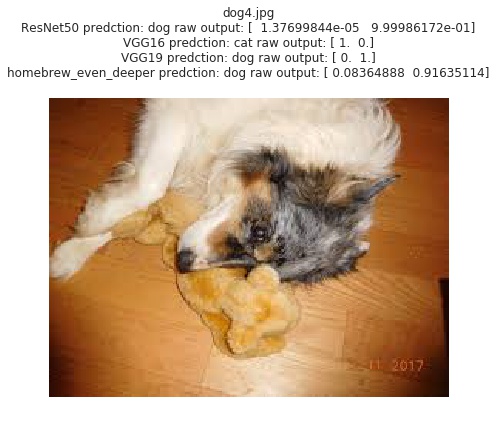 dog4.jpg
ResNet50 predction: dog raw output: [  1.37699844e-05   9.99986172e-01]
VGG16 predction: cat raw output: [ 1.  0.]
VGG19 predction: dog raw output: [ 0.  1.]
homebrew_even_deeper predction: dog raw output: [ 0.08364888  0.91635114]
11 2017